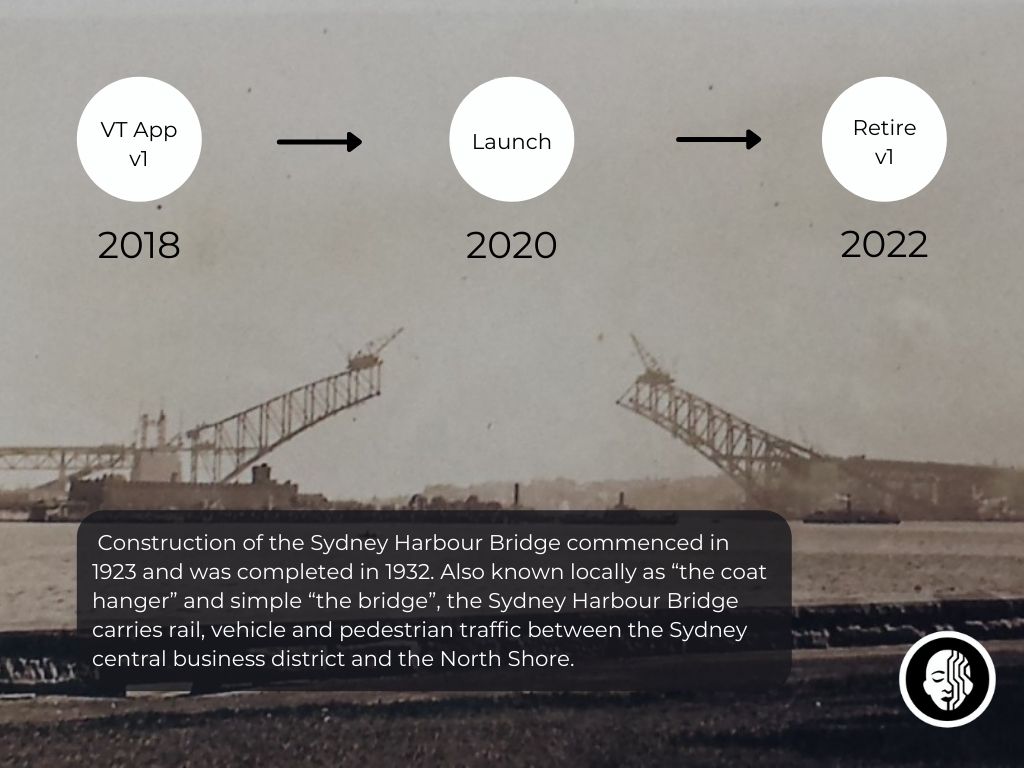 VT App
v1
Launch
Retire
v1
2018
2020
2022
Construction of the Sydney Harbour Bridge commenced in
1923 and was completed in 1932. Also known locally as “the coat
hanger” and simple “the bridge”, the Sydney Harbour Bridge
carries rail, vehicle and pedestrian traffic between the Sydney
central business district and the North Shore.